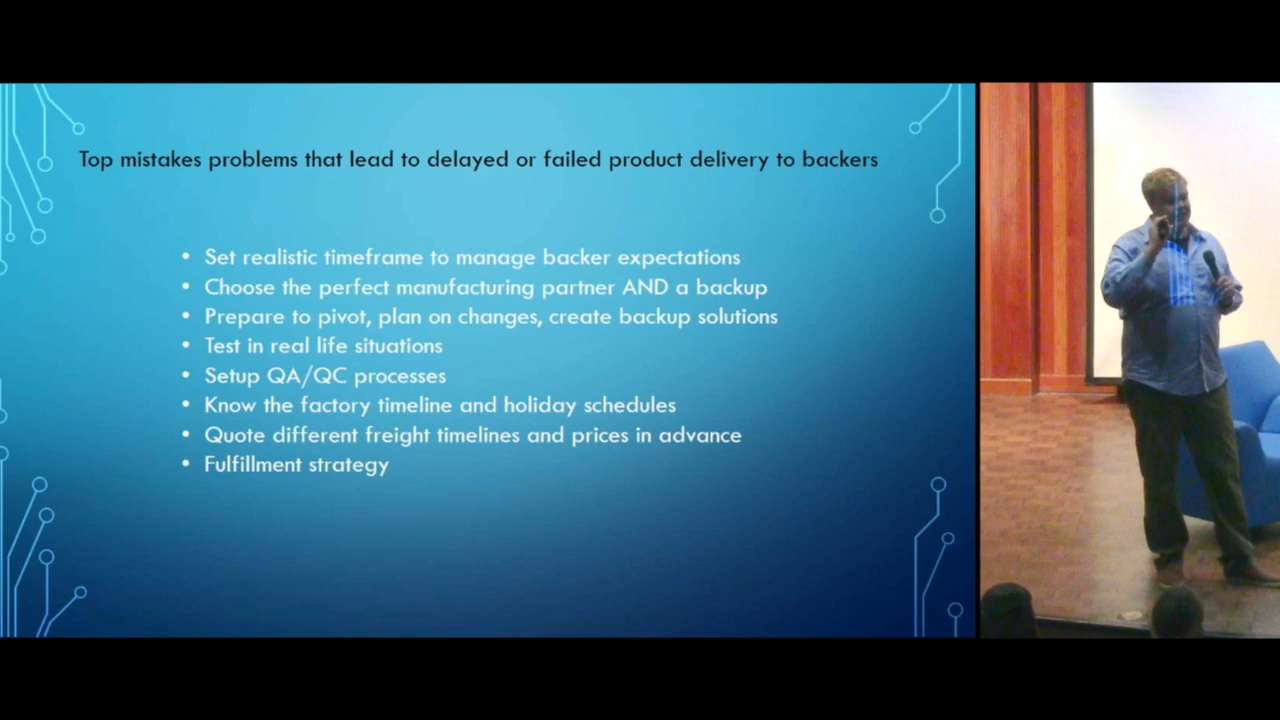 Top mistakes problems that lead to delayed or failed product delivery to backers
• Set realistic timeframe to manage backer expectations
• Choose the perfect manufacturing partner AND a backup
• Prepare to pivot, plan on changes, create backup solutions
• Test in real life situations
• Setup QA/QC processes
• Know the factory timeline and holiday schedules
• Quote different freight timelines and prices in advance
• Fulfillment strategy